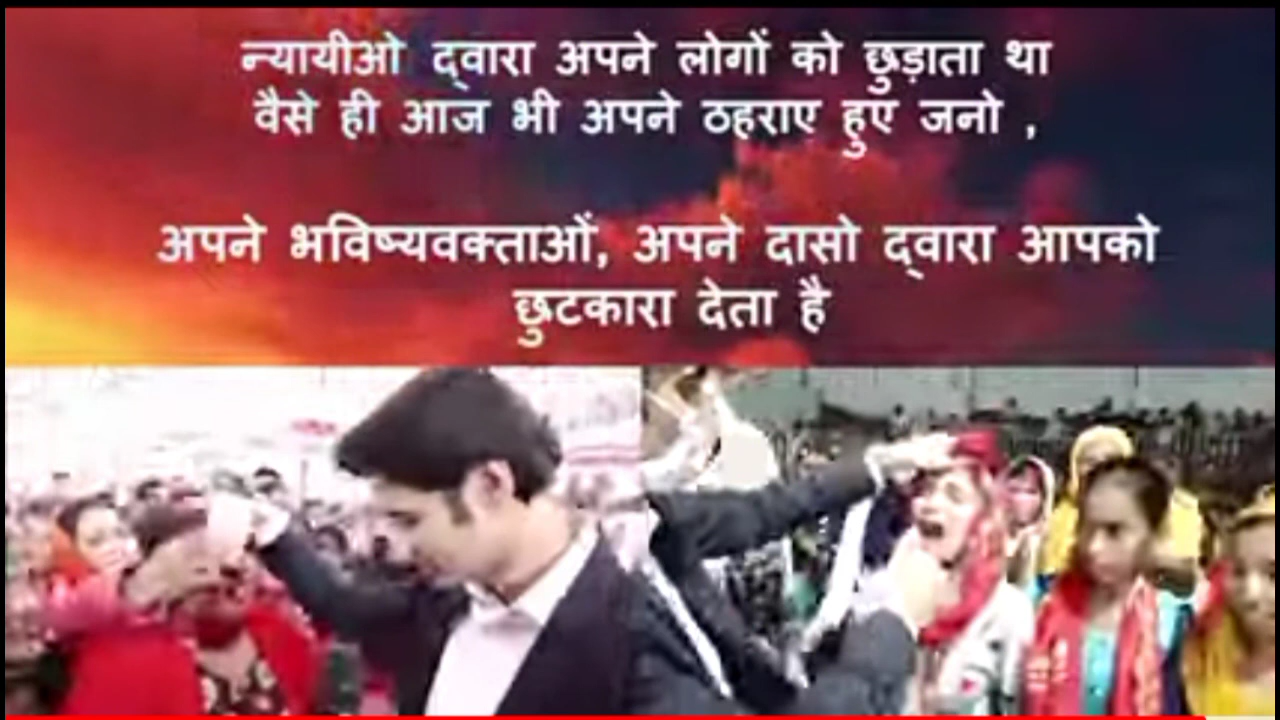 न्यायीओ द्वारा अपने लोगों को छुड़ाता था
वैसे ही आज भी अपने ठहराए हुए जनो ,
अपने भविष्यवक्ताओं, अपने दासो द्वारा आपको
छुटकारा देता है